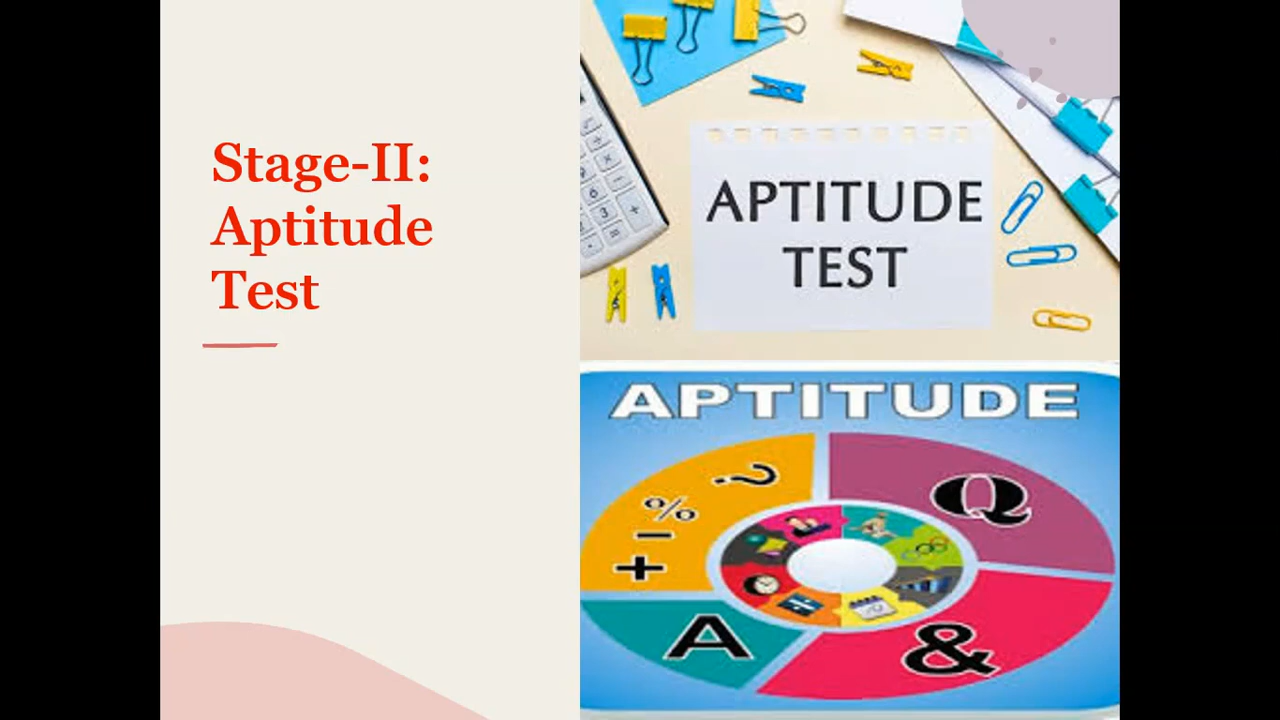 Stage-II:
Aptitude
Test
APTITUDE
TEST
APTITUDE
?
%
−
+
Q
A
&